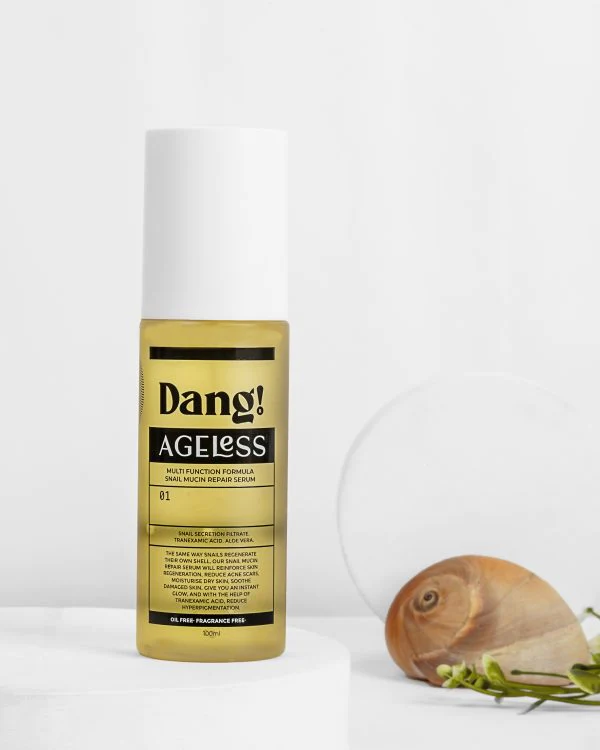 Dang!
AGELESS
MULTI FUNCTION FORMULA
SNAIL MUCIN REPAIR SERUM
01
SNAIL SECRETION FILTRATE.
TRANEXAMIC ACID. ALOE VERA.
THE SAME WAY SNAILS REGENERATE
THEIR OWN SHELL, OUR SNAIL MUCIN
REPAIR SERUM WILL REINFORCE SKIN
REGENERATION, REDUCE ACNE SCARS,
MOISTURISE DRY SKIN, SOOTHE
DAMAGED SKIN, GIVE YOU AN INSTANT
GLOW, AND WITH THE HELP OF
TRANEXAMIC ACID, REDUCE
HYPERPIGMENTATION.
OIL FREE· FRAGRANCE FREE·
100ml